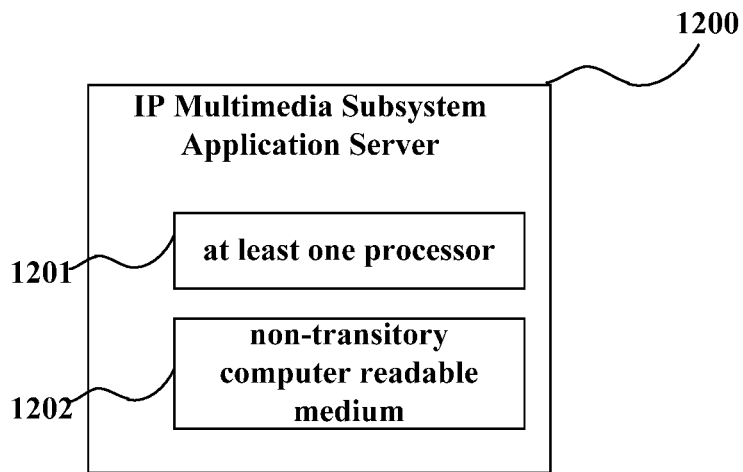 1200
IP Multimedia Subsystem
Application Server
at least one processor
1201
non-transitory
computer readable
medium
1202